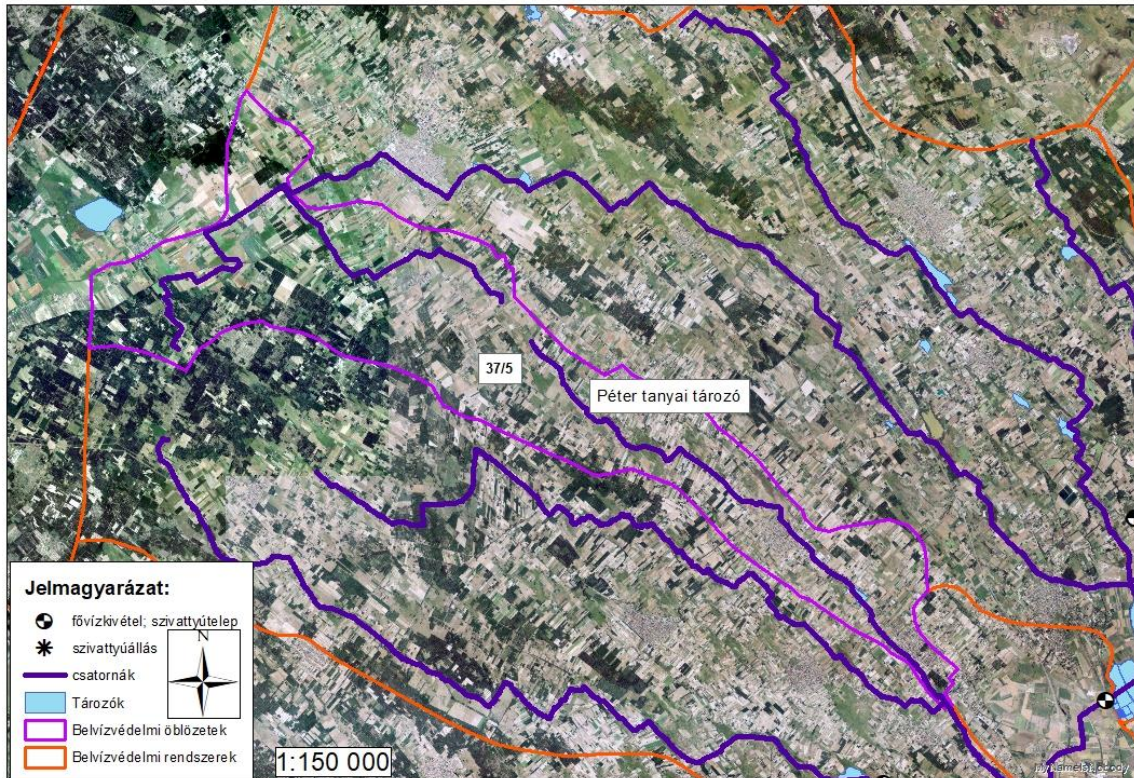 37/5
Péter tanyai tározó
Jelmagyarázat:
fővízkivétel; szivattyútelep
szivattyúállás
csatornák
Tározók
Belvízvédelmi öblözetek
Belvízvédelmi rendszerek
N
1:150 000